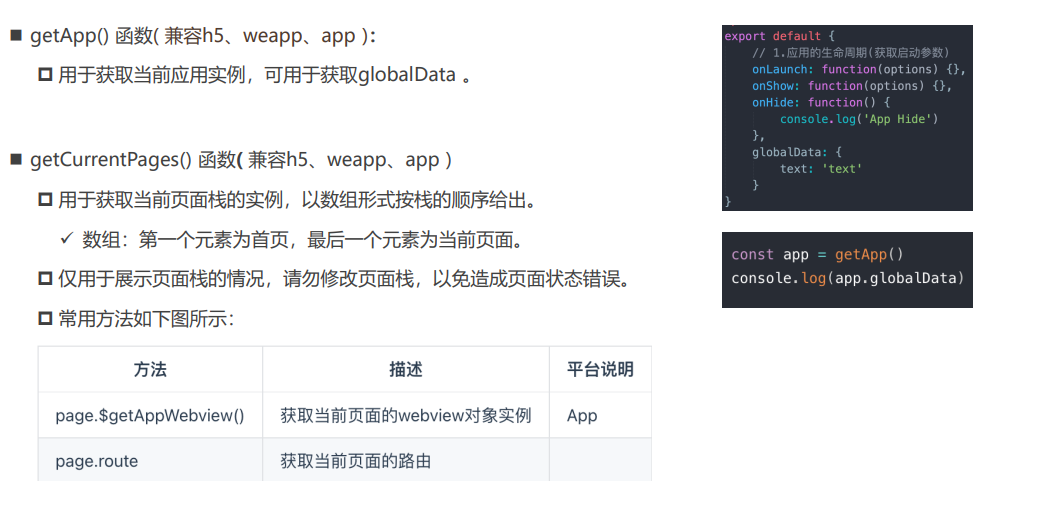 ■ getApp() 函数( 兼容h5、weapp、app )：
用于获取当前应用实例，可用于获取globalData 。
■ getCurrentPages() 函数( 兼容h5、weapp、app )
用于获取当前页面栈的实例，以数组形式按栈的顺序给出。
✓ 数组：第一个元素为首页，最后一个元素为当前页面。
仅用于展示页面栈的情况，请勿修改页面栈，以免造成页面状态错误。
常用方法如下图所示：
方法 描述 平台说明
page.$getAppWebview() 获取当前页面的webview对象实例 App
page.route 获取当前页面的路由
export default {
// 1.应用的生命周期(获取启动参数)
onLaunch: function(options) {},
onShow: function(options) {},
onHide: function() {
console.log('App Hide')
},
globalData: {
text: 'text'
}
}
const app = getApp()
console.log(app.globalData)